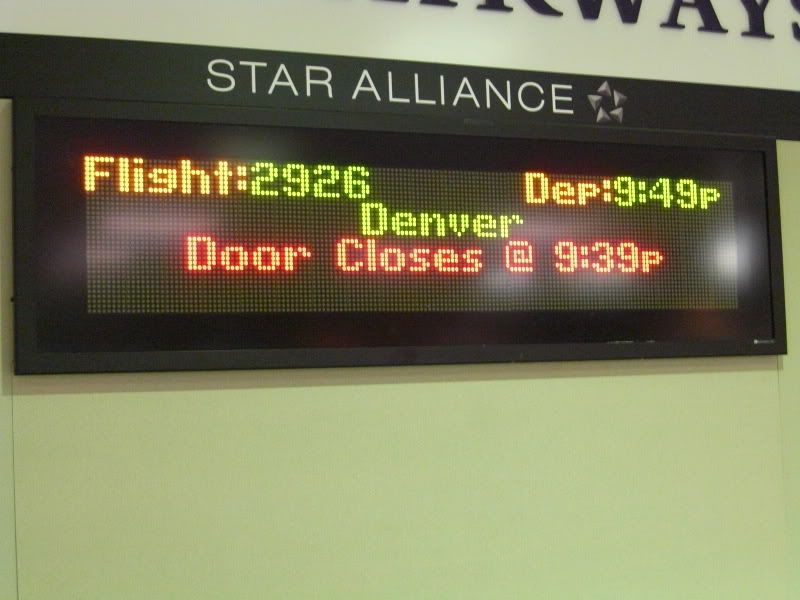 STAR ALLIANCE
Flight:2926 Dep:9:49p
Denver
Door Closes @ 9:39p